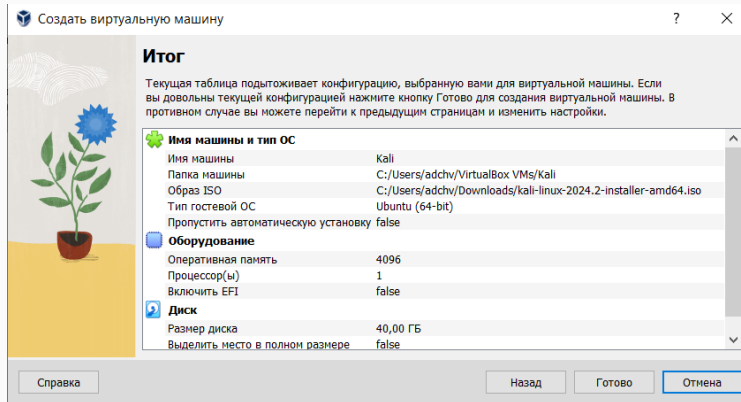 Создать виртуальную машину
?
Итог
Текущая таблица подытоживает конфигурацию, выбранную вами для виртуальной машины. Если
вы довольны текущей конфигурацией нажмите кнопку Готово для создания виртуальной машины. В
противном случае вы можете перейти к предыдущим страницам и изменить настройки.
Имя машины и тип ОС
Имя машины Kali
Папка машины C:/Users/adchv/VirtualBox VMs/Kali
Образ ISO C:/Users/adchv/Downloads/kali-linux-2024.2-installer-amd64.iso
Тип гостевой ОС Ubuntu (64-bit)
Пропустить автоматическую установку false
Оборудование
Оперативная память 4096
Процессор(ы) 1
Включить EFI false
Диск
Размер диска 40,00 ГБ
Выделить место в полном размере false
Справка Назад Готово Отмена